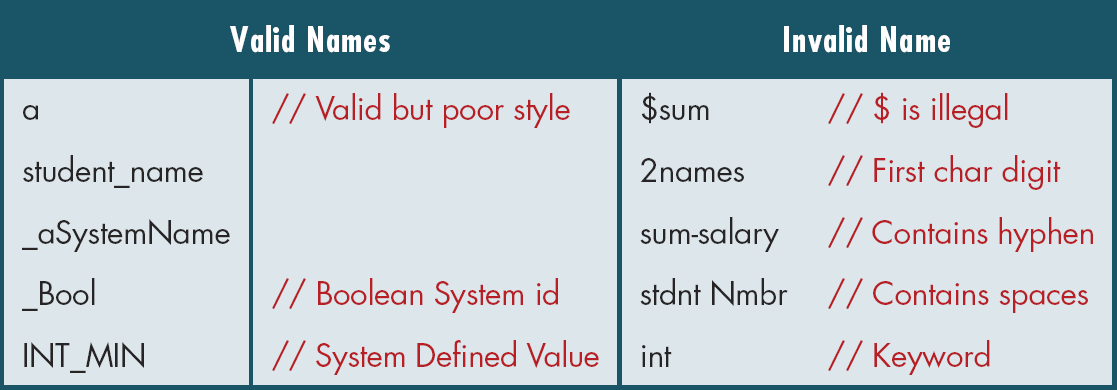 Valid Names Invalid Name
a // Valid but poor style $sum // $ is illegal
student_name 2names // First char digit
_aSystemName sum-salary // Contains hyphen
_Bool // Boolean System id stdnt Nmbr // Contains spaces
INT_MIN // System Defined Value int // Keyword